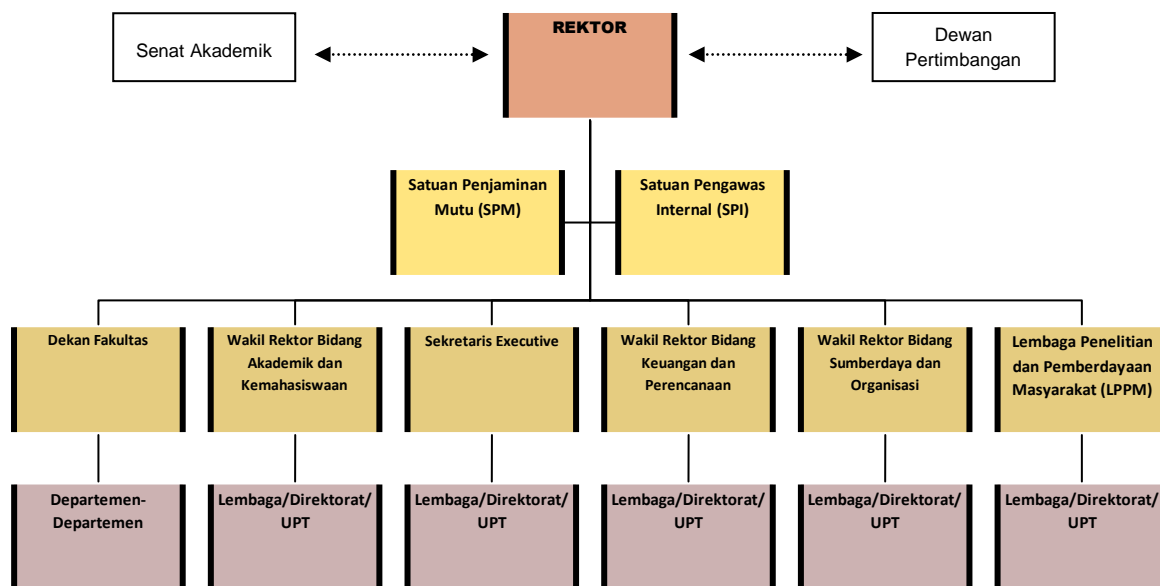 REKTOR
Senat Akademik
Dewan
Pertimbangan
Satuan Penjaminan
Mutu (SPM)
Satuan Pengawas
Internal (SPI)
Dekan Fakultas
Wakil Rektor Bidang
Akademik dan
Kemahasiswaan
Sekretaris Executive
Wakil Rektor Bidang
Keuangan dan
Perencanaan
Wakil Rektor Bidang
Sumberdaya dan
Organisasi
Lembaga Penelitian
dan Pemberdayaan
Masyarakat (LPPM)
Departemen-
Departemen
Lembaga/Direktorat/
UPT
Lembaga/Direktorat/
UPT
Lembaga/Direktorat/
UPT
Lembaga/Direktorat/
UPT
Lembaga/Direktorat/
UPT